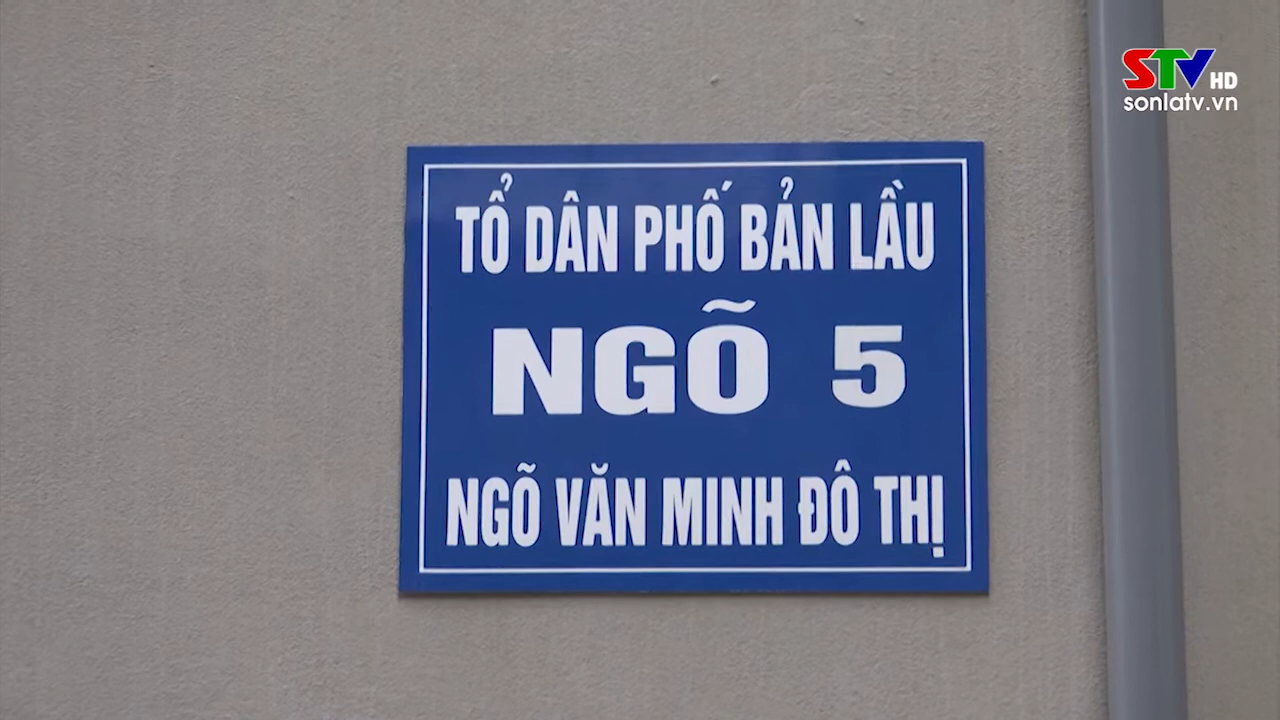 STV HD
sonlatv.vn
TỔ DÂN PHỐ BẢN LẦU
NGÕ 5
NGÕ VĂN MINH ĐÔ THỊ